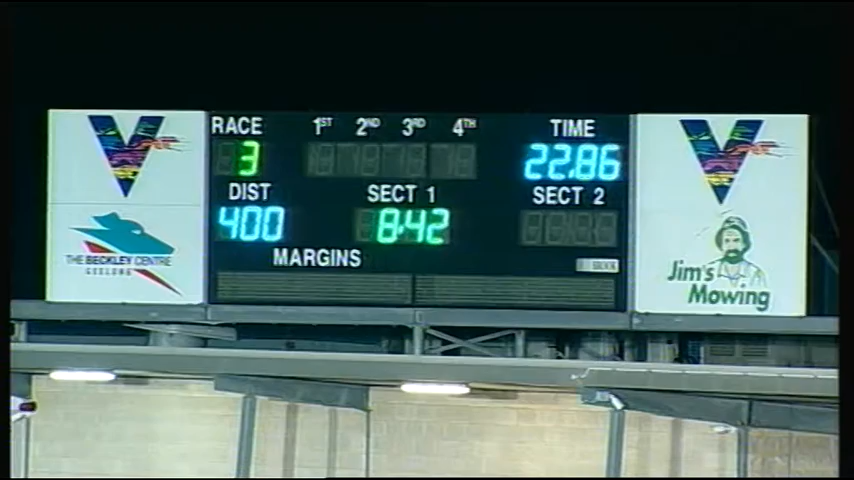 RACE 1ST 2ND 3RD 4TH TIME
3 22.86
DIST SECT 1 SECT 2
400 8.42
MARGINS
THE BECKLEY CENTRE
GEELONG
Jim's
Mowing